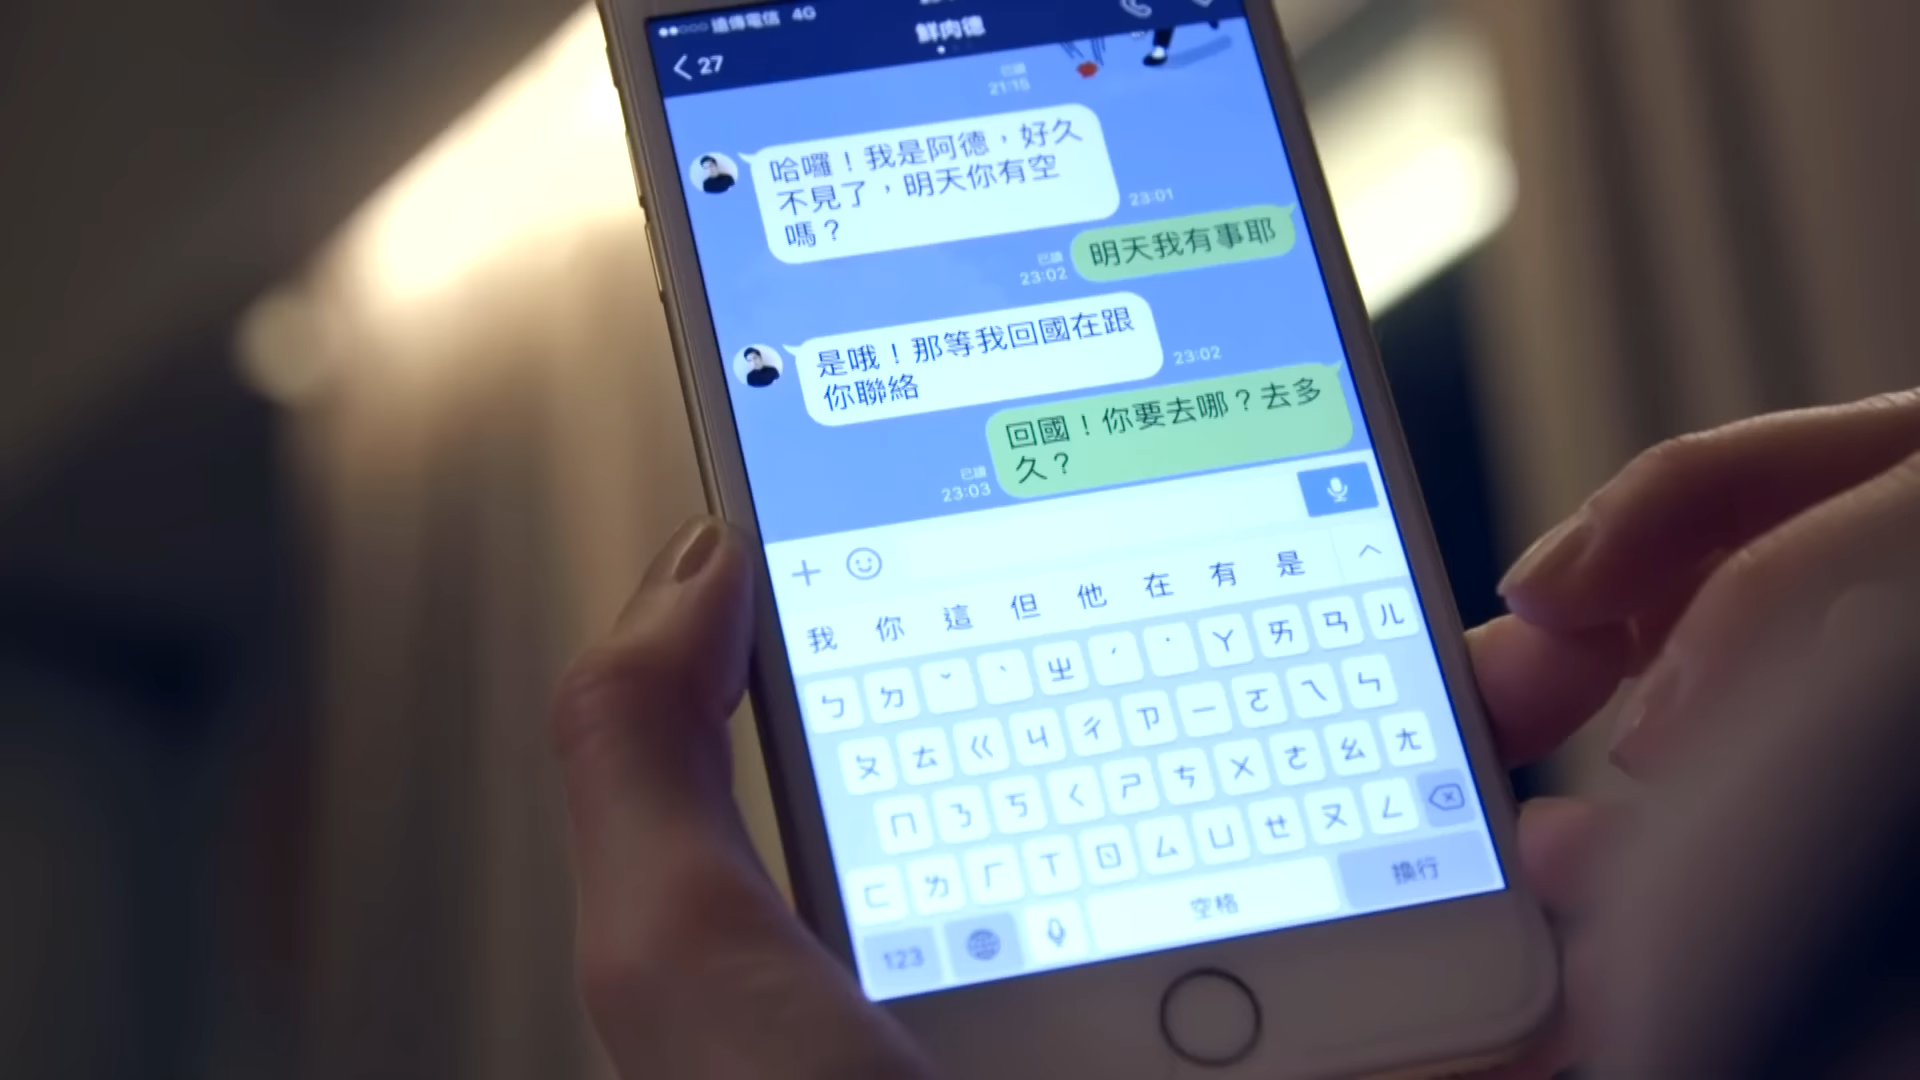 遠傳電信 4G
鮮肉德
27
已讀
21:15
哈囉！我是阿德，好久
不見了，明天你有空
嗎？
23:01
明天我有事耶
已讀
23:02
是哦！那等我回國在跟
你聯絡
23:02
回國！你要去哪？去多
久？
已讀
23:03
我 你 這 但 他 在 有 是
ㄅ ㄉ ˇ ˋ ㄓ ˊ ˙ ㄚ ㄞ ㄢ ㄦ
ㄆ ㄊ ㄍ ㄐ ㄔ ㄗ ㄧ ㄛ ㄟ ㄣ
ㄇ ㄋ ㄎ ㄑ ㄕ ㄘ ㄨ ㄜ ㄠ ㄤ
ㄈ ㄌ ㄏ ㄒ ㄖ ㄙ ㄩ ㄝ ㄡ ㄥ
123 空格 換行